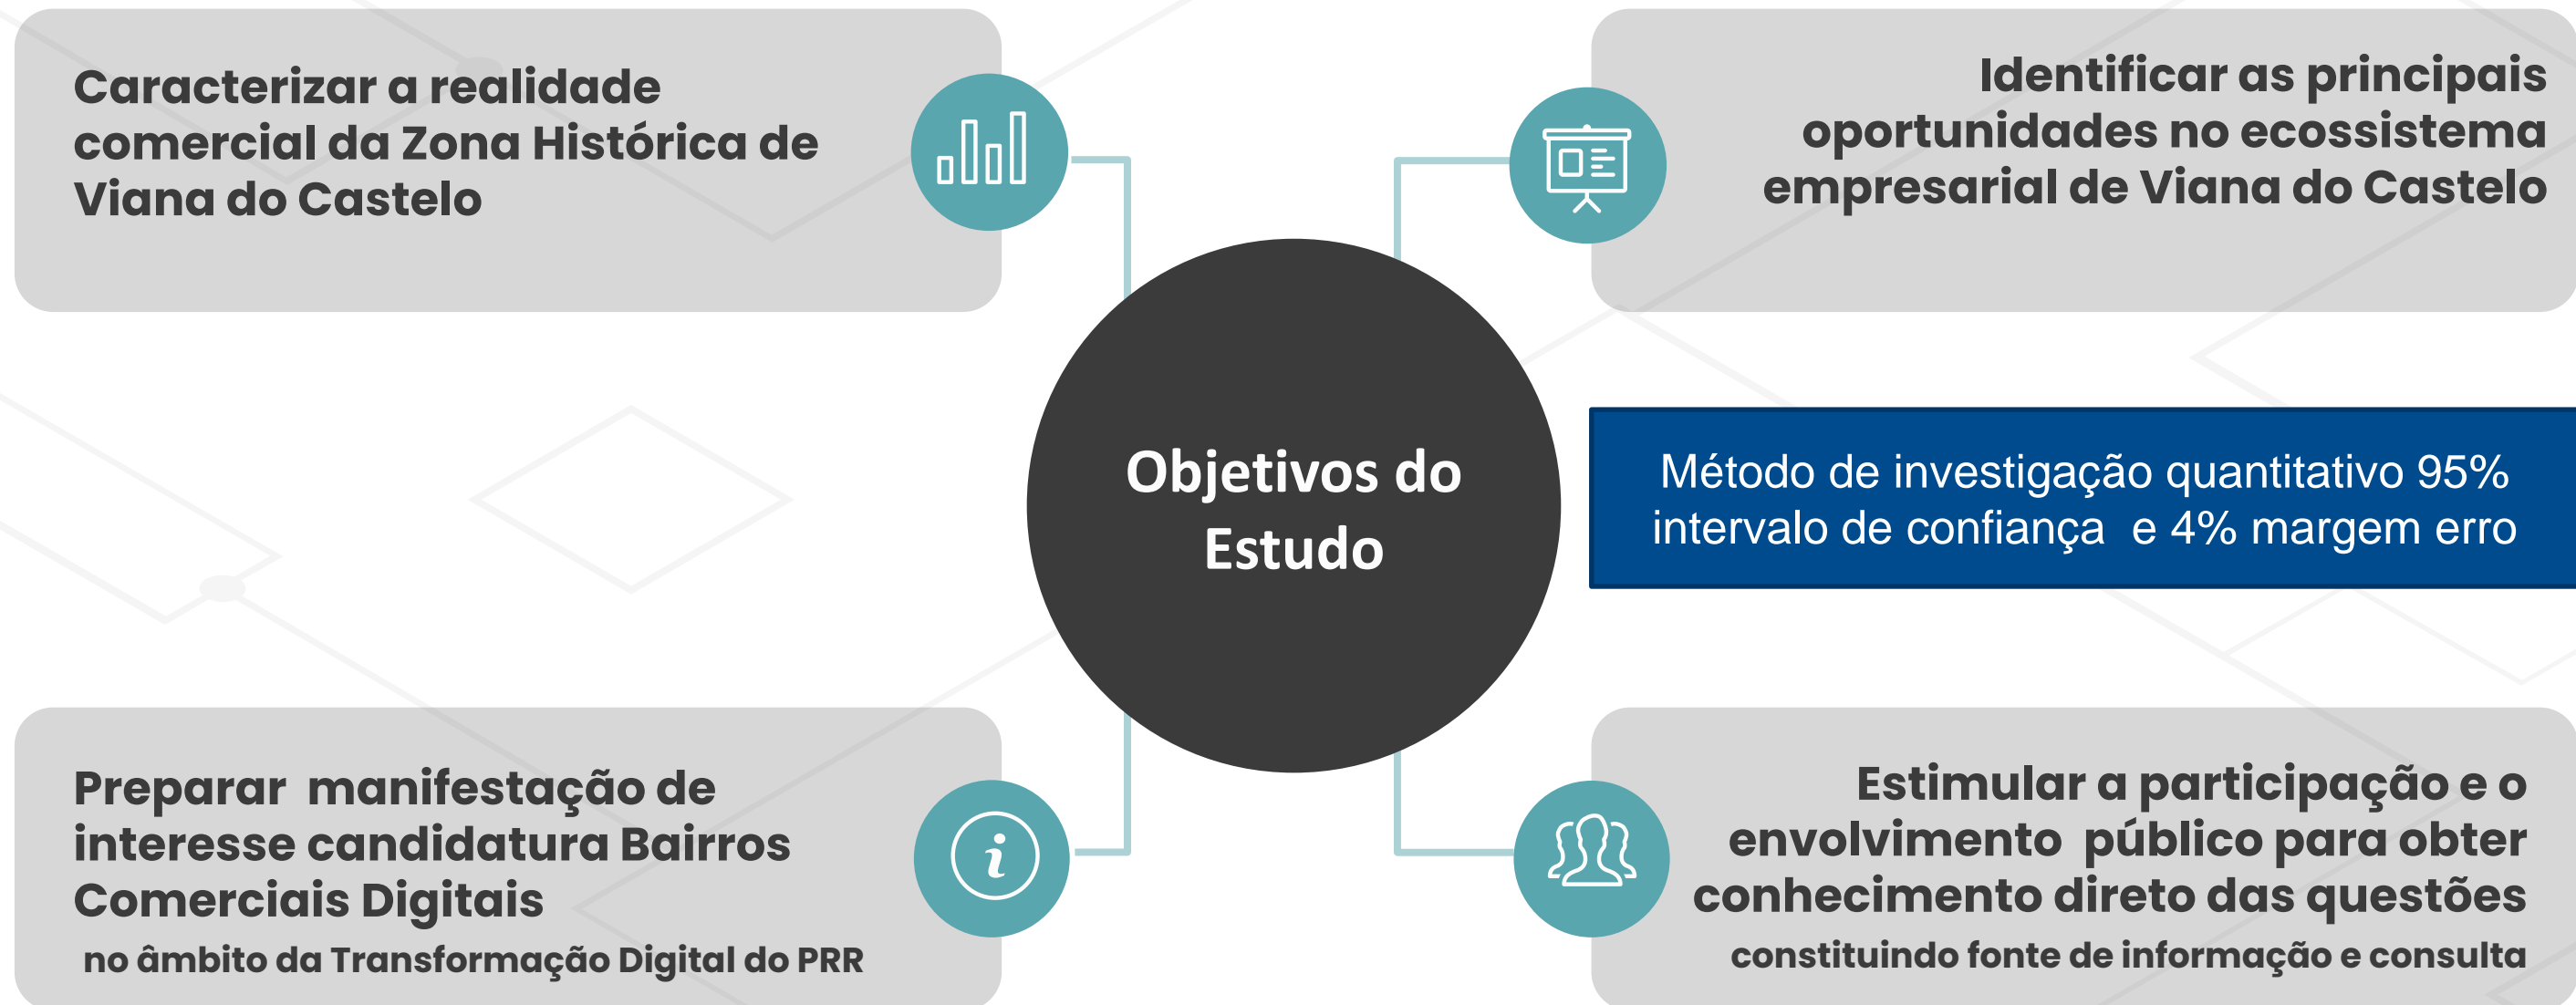 Caracterizar a realidade
comercial da Zona Histórica de
Viana do Castelo
Identificar as principais
oportunidades no ecossistema
empresarial de Viana do Castelo
Objetivos do
Estudo
Método de investigação quantitativo 95%
intervalo de confiança e 4% margem erro
Preparar manifestação de
interesse candidatura Bairros
Comerciais Digitais
no âmbito da Transformação Digital do PRR
Estimular a participação e o
envolvimento público para obter
conhecimento direto das questões
constituindo fonte de informação e consulta